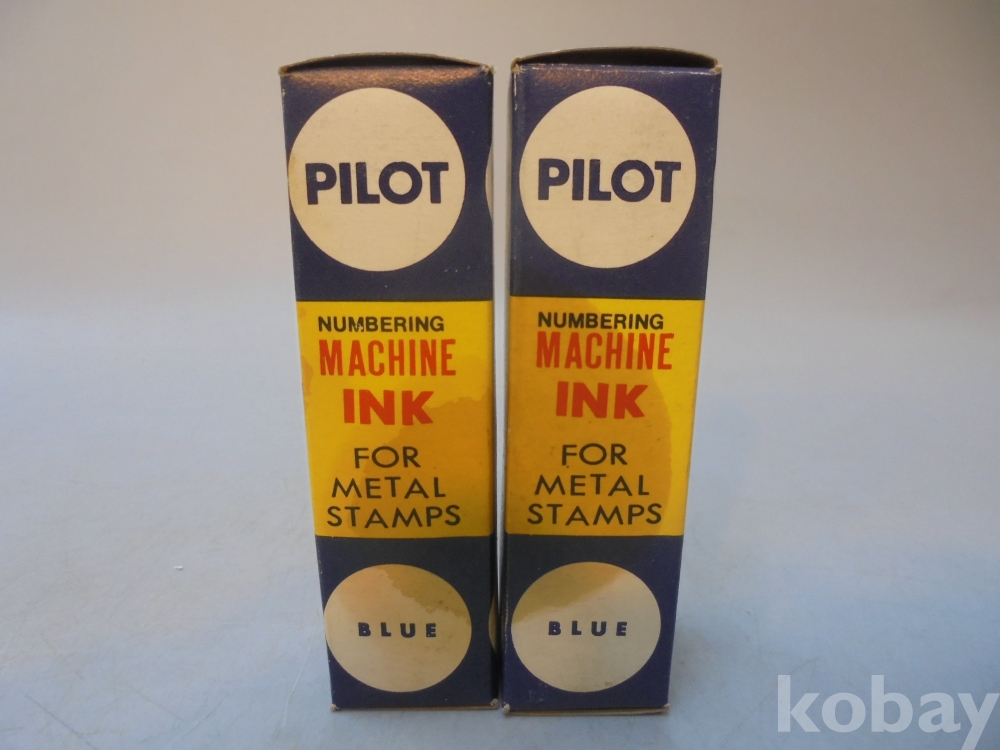 PILOT
NUMBERING
MACHINE
INK
FOR
METAL
STAMPS
BLUE
PILOT
NUMBERING
MACHINE
INK
FOR
METAL
STAMPS
BLUE
kobay